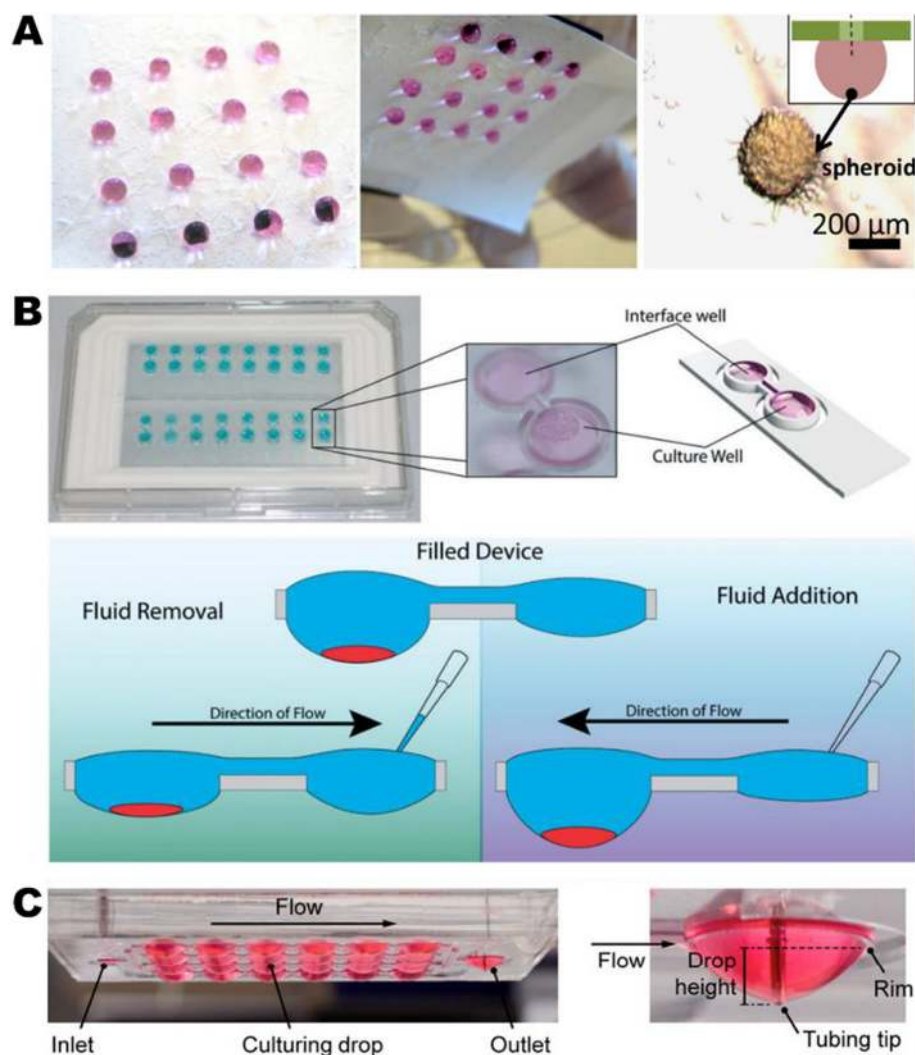 A
spheroid
200 µm
B
Interface well
Culture Well
Filled Device
Fluid Removal
Fluid Addition
Direction of Flow
Direction of Flow
C
Flow
Inlet
Culturing drop
Outlet
Flow
Drop
height
Rim
Tubing tip